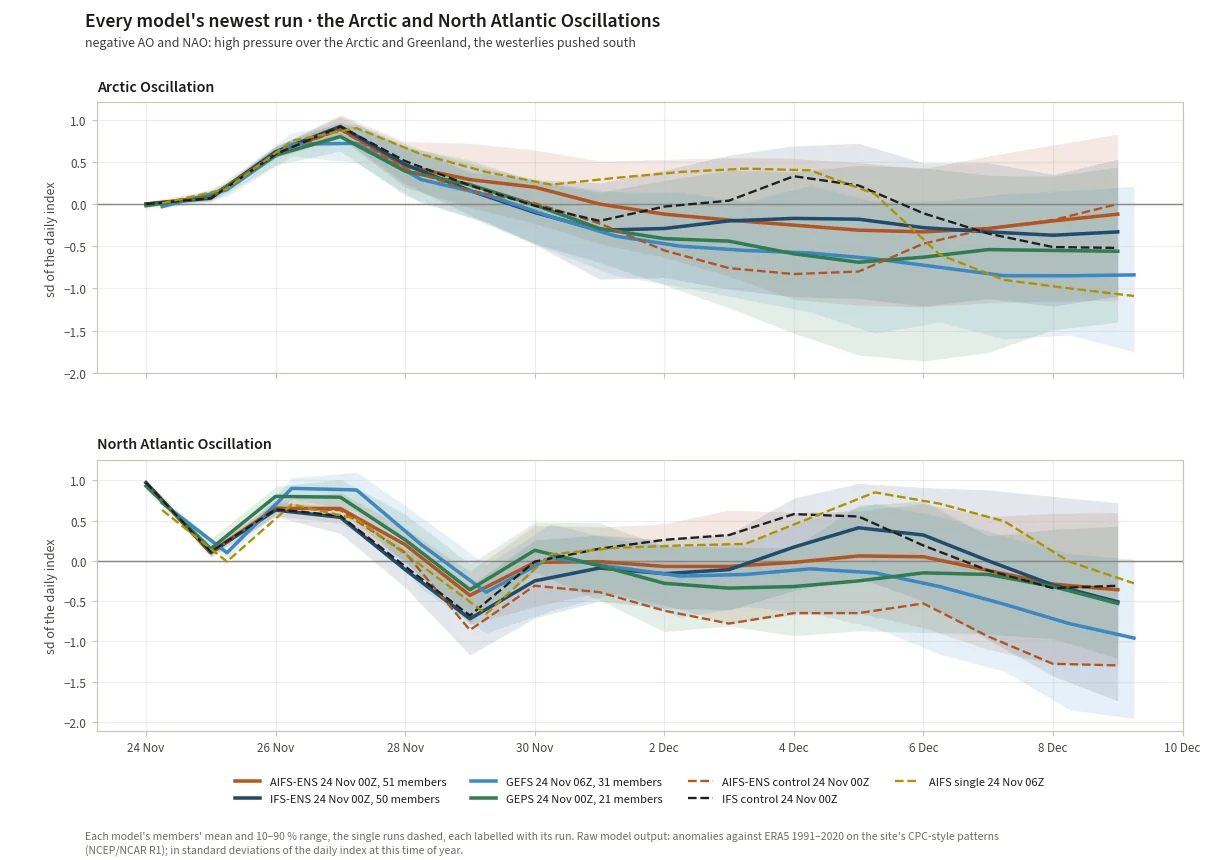 Every model's newest run · the Arctic and North Atlantic Oscillations
negative AO and NAO: high pressure over the Arctic and Greenland, the westerlies pushed south
Arctic Oscillation
1.0
0.5
0.0
−0.5
−1.0
−1.5
−2.0
sd of the daily index
North Atlantic Oscillation
1.0
0.5
0.0
−0.5
−1.0
−1.5
−2.0
sd of the daily index
24 Nov 26 Nov 28 Nov 30 Nov 2 Dec 4 Dec 6 Dec 8 Dec 10 Dec
AIFS-ENS 24 Nov 00Z, 51 members GEFS 24 Nov 06Z, 31 members AIFS-ENS control 24 Nov 00Z AIFS single 24 Nov 06Z
IFS-ENS 24 Nov 00Z, 50 members GEPS 24 Nov 00Z, 21 members IFS control 24 Nov 00Z
Each model's members' mean and 10–90 % range, the single runs dashed, each labelled with its run. Raw model output: anomalies against ERA5 1991–2020 on the site's CPC-style patterns
(NCEP/NCAR R1); in standard deviations of the daily index at this time of year.